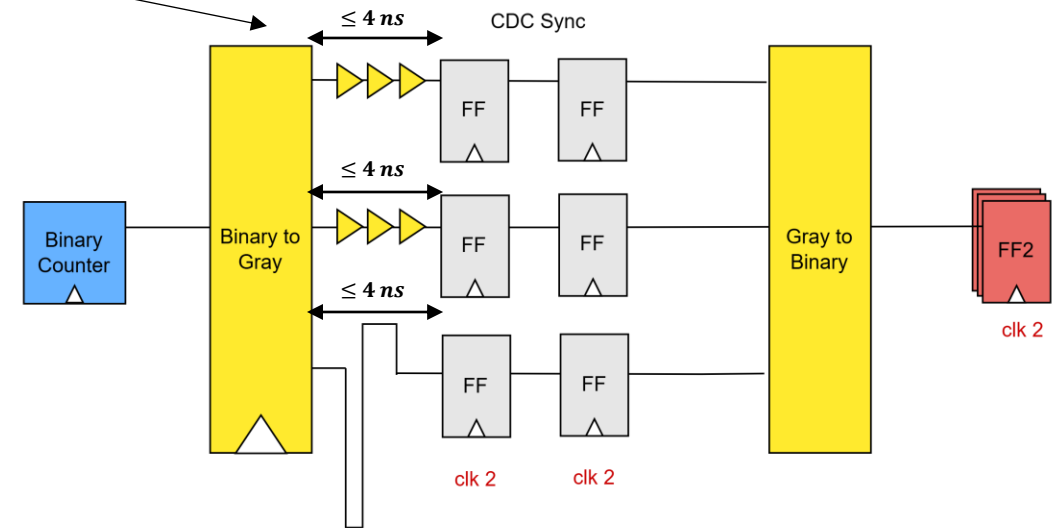 ≤ 4 ns
CDC Sync
FF
FF
≤ 4 ns
Binary
Counter
Binary to
Gray
FF
FF
Gray to
Binary
FF2
clk 2
≤ 4 ns
FF
FF
clk 2
clk 2